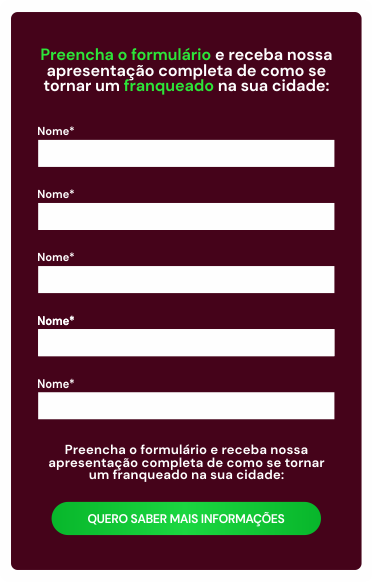 Preencha o formulário e receba nossa
apresentação completa de como se
tornar um franqueado na sua cidade:
Nome*
Nome*
Nome*
Nome*
Nome*
Preencha o formulário e receba nossa
apresentação completa de como se tornar
um franqueado na sua cidade:
QUERO SABER MAIS INFORMAÇÕES